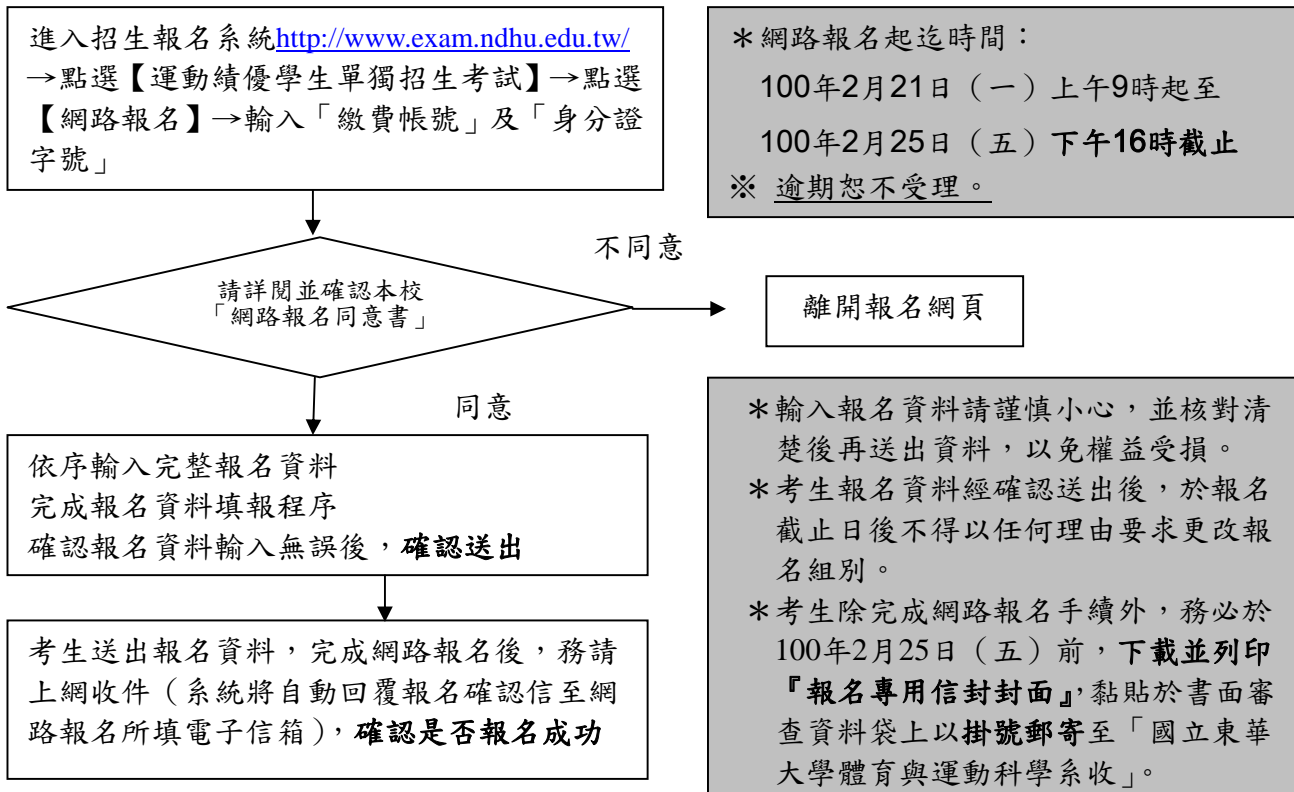 進入招生報名系統http://www.exam.ndhu.edu.tw/
→點選【運動績優學生單獨招生考試】→點選
【網路報名】→輸入「繳費帳號」及「身分證
字號」
＊網路報名起迄時間：
100年2月21日（一）上午9時起至
100年2月25日（五）下午16時截止
※ 逾期恕不受理。
不同意
請詳閱並確認本校
「網路報名同意書」
離開報名網頁
同意
依序輸入完整報名資料
完成報名資料填報程序
確認報名資料輸入無誤後，確認送出
考生送出報名資料，完成網路報名後，務請
上網收件（系統將自動回覆報名確認信至網
路報名所填電子信箱），確認是否報名成功
＊輸入報名資料請謹慎小心，並核對清
楚後再送出資料，以免權益受損。
＊考生報名資料經確認送出後，於報名
截止日後不得以任何理由要求更改報
名組別。
＊考生除完成網路報名手續外，務必於
100年2月25日（五）前，下載並列印
『報名專用信封封面』，黏貼於書面審
查資料袋上以掛號郵寄至「國立東華
大學體育與運動科學系收」。